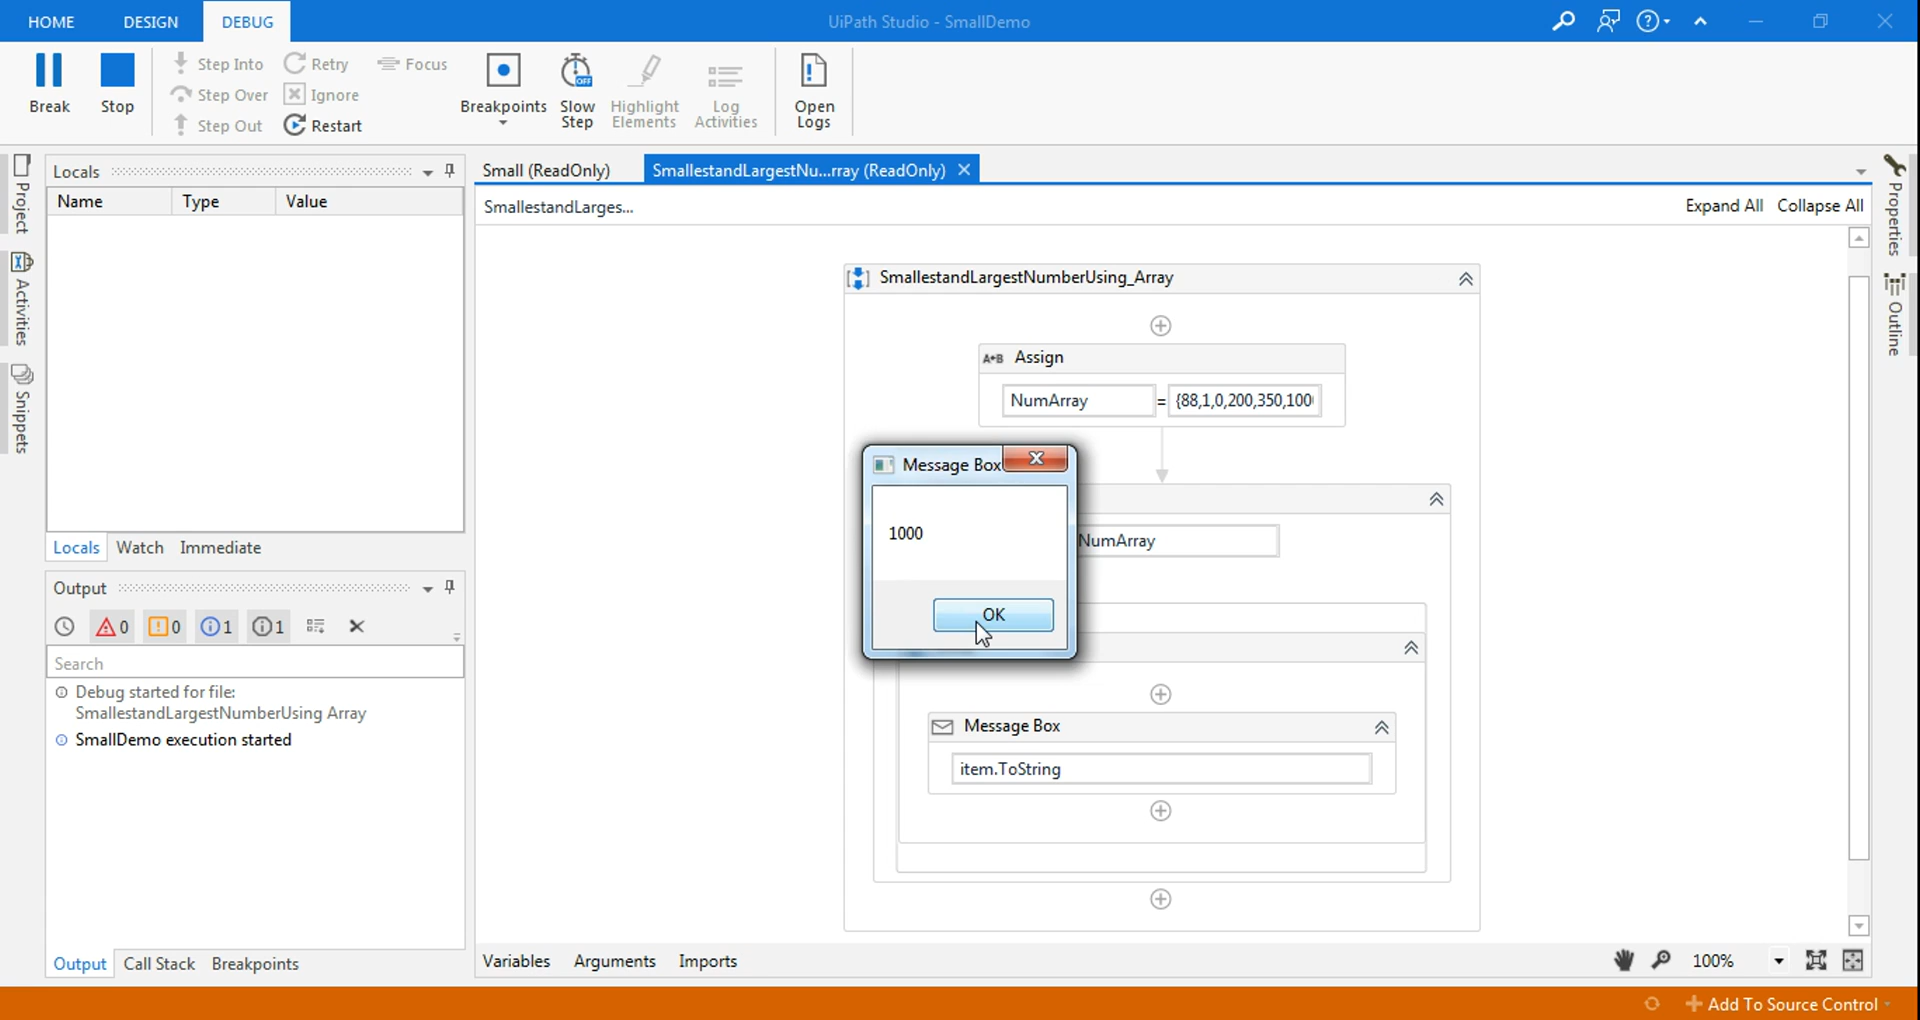 HOME DESIGN DEBUG UiPath Studio - SmallDemo
Break
Stop
Step Into
Step Over
Step Out
Retry
Ignore
Restart
Focus
Breakpoints
Slow
Step
OFF
Highlight
Elements
Log
Activities
Open
Logs
Project
Activities
Snippets
Locals
Name Type Value
Locals Watch Immediate
Output
0 0 1 1
Search
Debug started for file:
SmallestandLargestNumberUsing Array
SmallDemo execution started
Output Call Stack Breakpoints
Small (ReadOnly) SmallestandLargestNu...rray (ReadOnly)
SmallestandLarges...
Expand All Collapse All
SmallestandLargestNumberUsing_Array
A+B Assign
NumArray = {88,1,0,200,350,100
NumArray
Message Box
1000
OK
Message Box
item.ToString
Variables Arguments Imports
100%
Properties
Outline
Add To Source Control